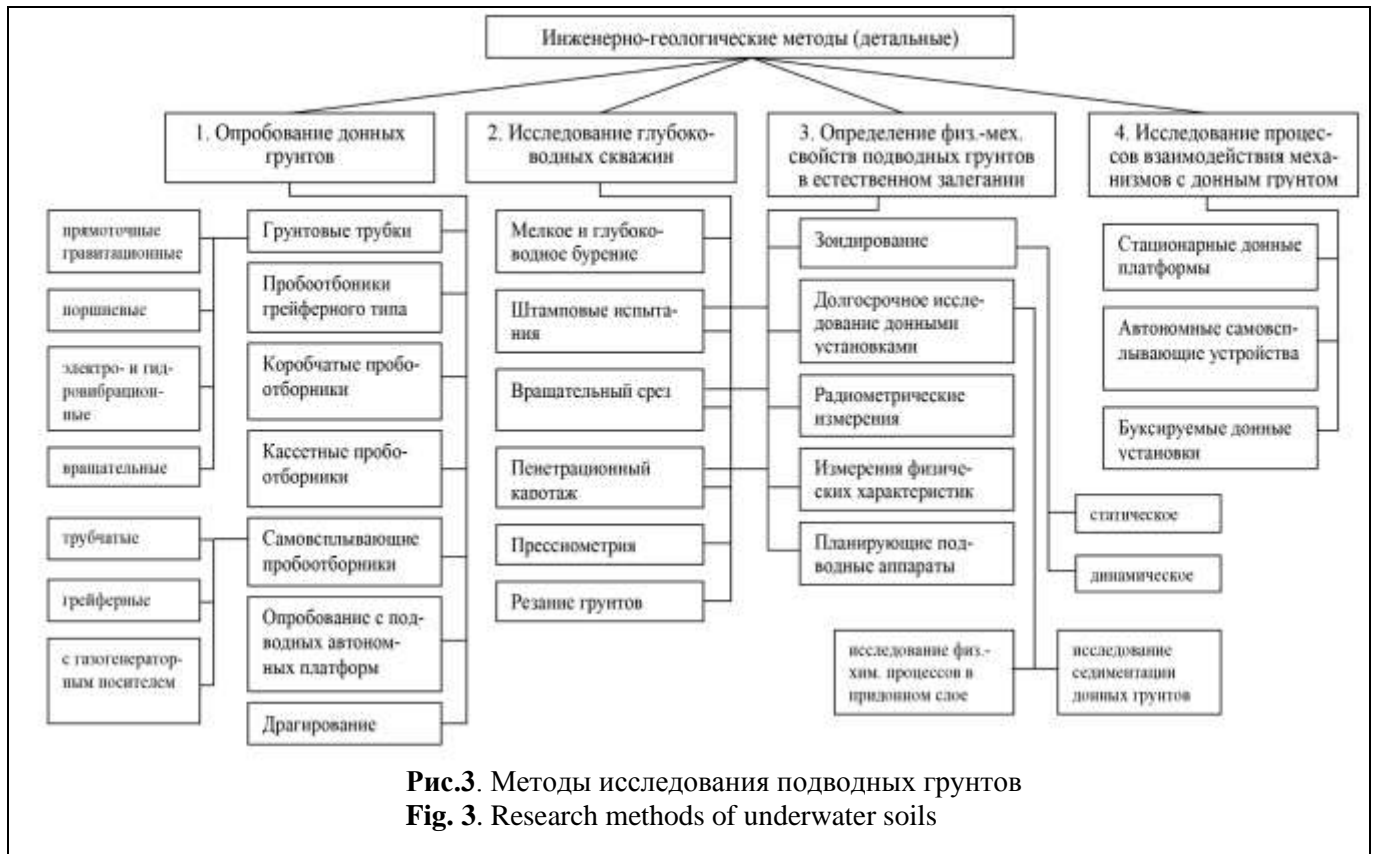 Инженерно-геологические методы (детальные)
1. Опробование донных
грунтов
2. Исследование глубоко-
водных скважин
3. Определение физ.-мех.
свойств подводных грунтов
в естественном залегании
4. Исследование процес-
сов взаимодействия меха-
низмов с донным грунтом
прямоточные
гравитационные
поршневые
электро- и гид-
ровибрацион-
ные
вращательные
трубчатые
грейферные
с газогенератор-
ным носителем
Грунтовые трубки
Пробоотбоники
грейферного типа
Коробчатые пробо-
отборники
Кассетные пробо-
отборники
Самовсплывающие
пробоотборники
Опробование с под-
водных автоном-
ных платформ
Драгирование
Мелкое и глубоко-
водное бурение
Штамповые испыта-
ния
Вращательный срез
Пенетрационный
каротаж
Прессиометрия
Резание грунтов
Зондирование
Долгосрочное иссле-
дование донными
установками
Радиометрические
измерения
Измерения физиче-
ских характеристик
Планирующие под-
водные аппараты
исследование физ.-
хим. процессов в
придонном слое
исследование
седиментации
донных грунтов
статическое
динамическое
Стационарные донные
платформы
Автономные самовсп-
лывающие устройства
Буксируемые донные
установки
Рис.3. Методы исследования подводных грунтов
Fig. 3. Research methods of underwater soils